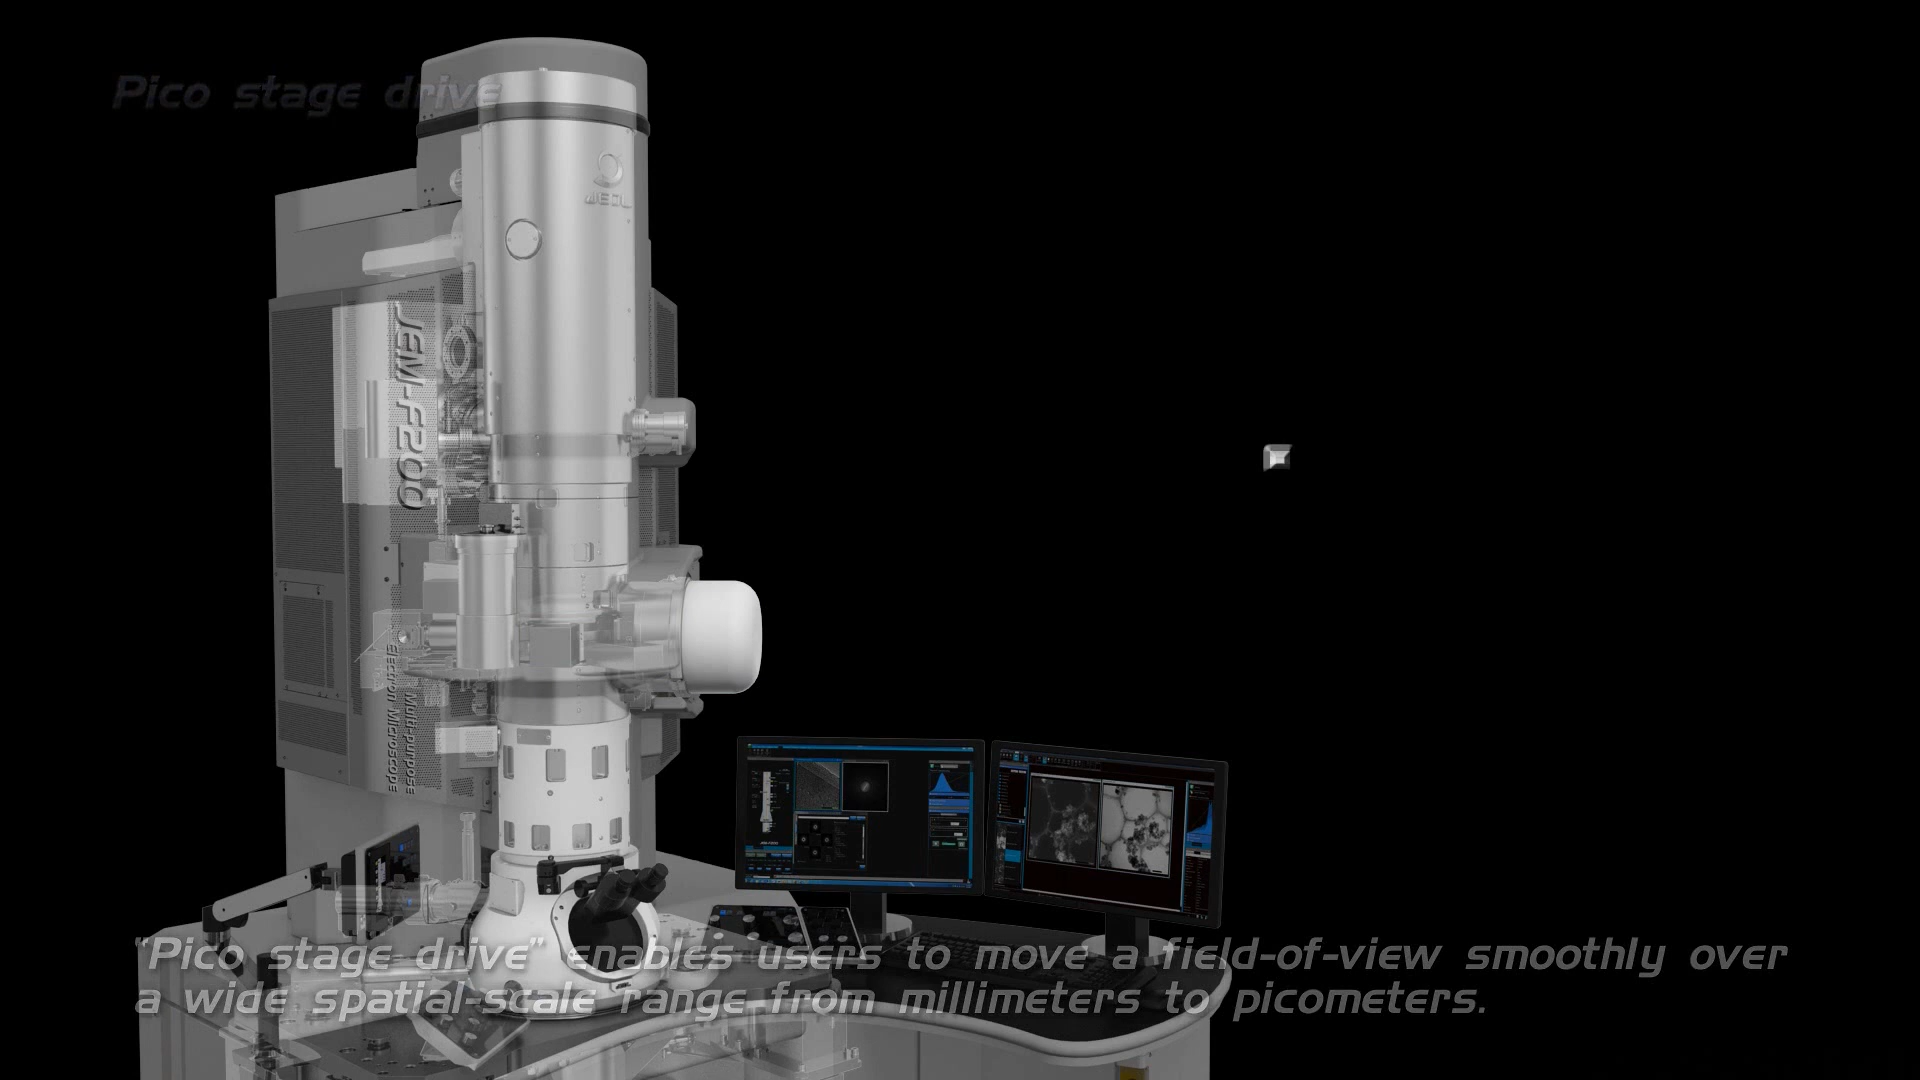 Pico stage drive
JEOL
JEM-F200
Multi-purpose
Electron Microscope
"Pico stage drive" enables users to move a field-of-view smoothly over
a wide spatial-scale range from millimeters to picometers.